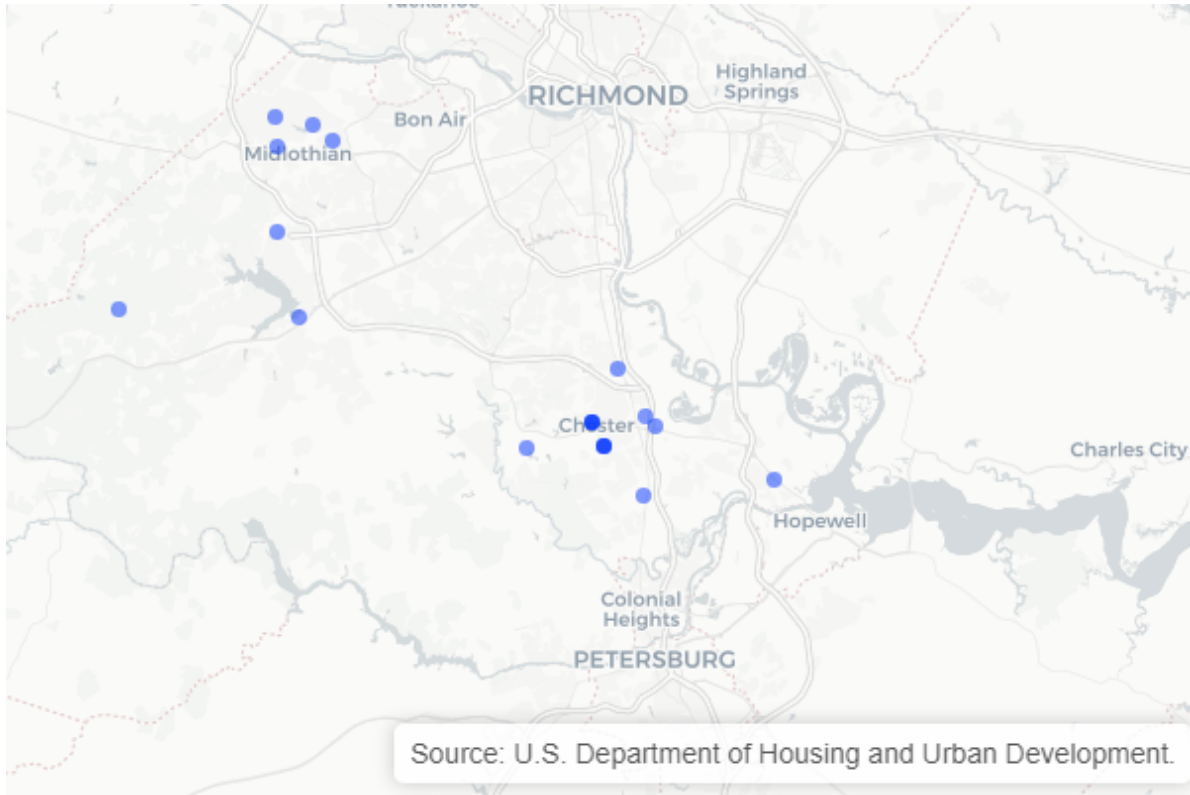 Highland
Springs
RICHMOND
Bon Air
Midlothian
Chester
Charles City
Hopewell
Colonial
Heights
PETERSBURG
Source: U.S. Department of Housing and Urban Development.